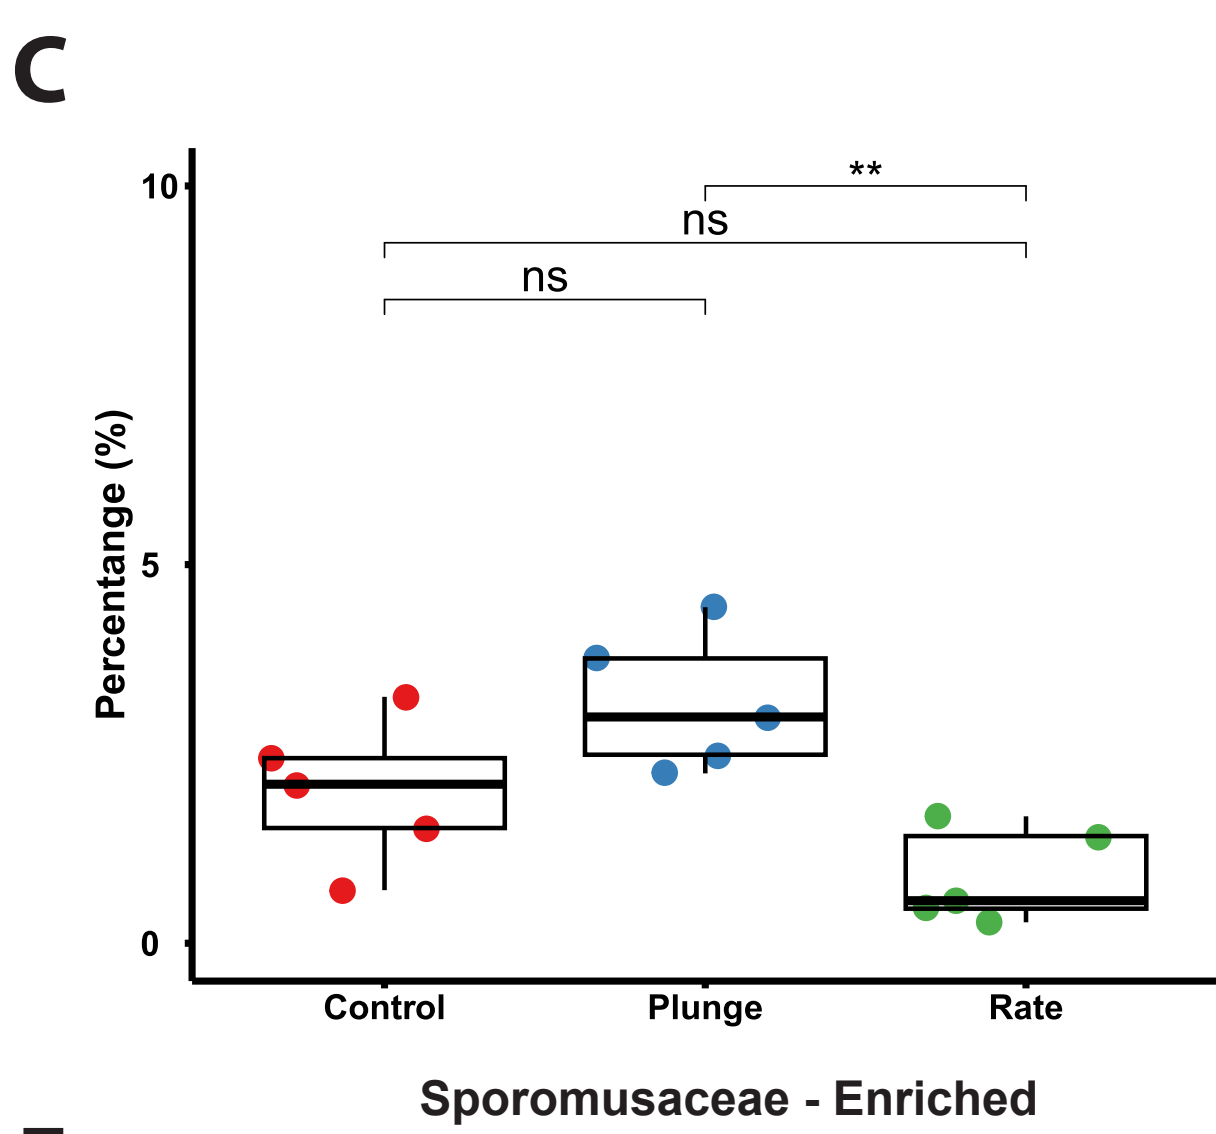 C
Percentange (%)
10
5
0
**
ns
ns
Control Plunge Rate
Sporomusaceae - Enriched